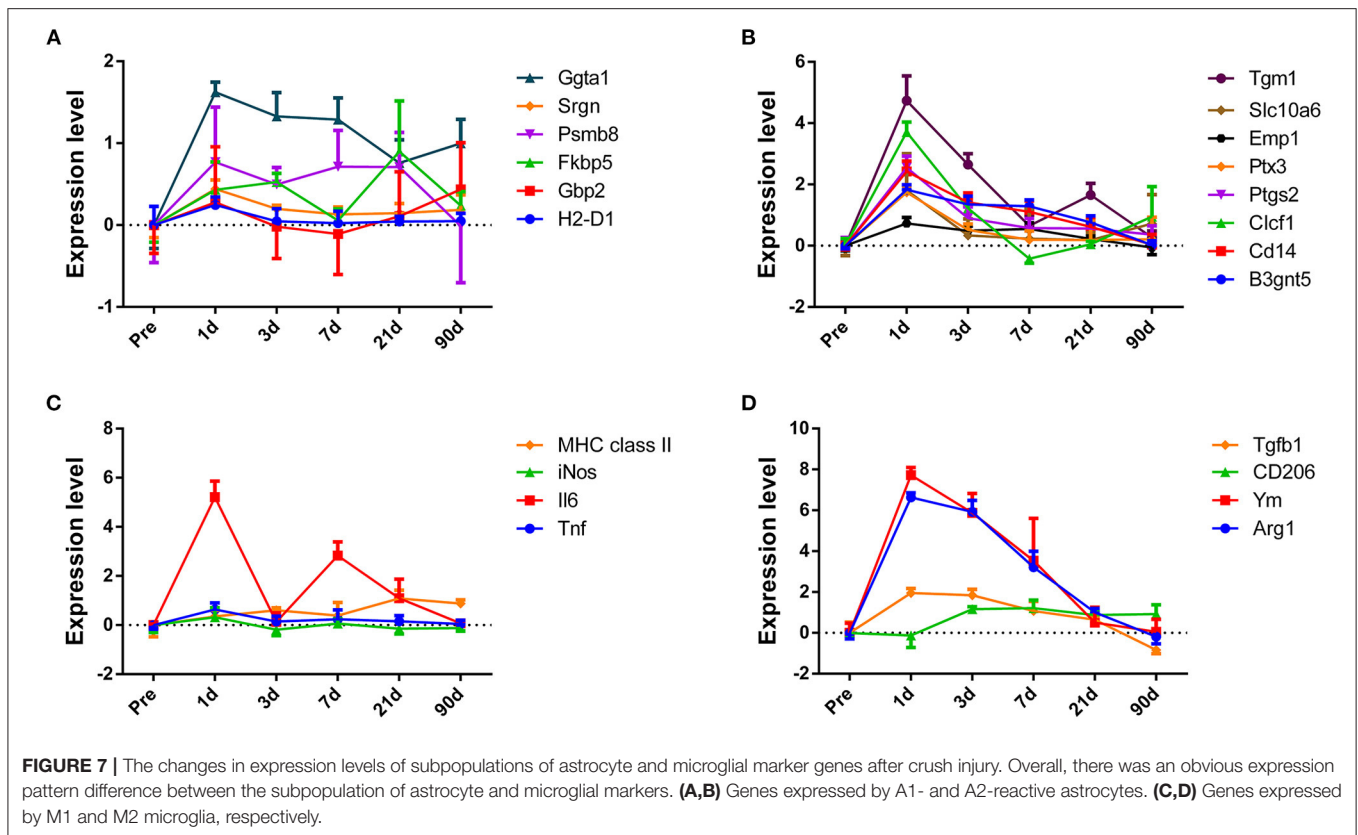 A
Expression level
2
1
0
-1
Pre
1d
3d
7d
21d
90d
Ggta1
Srgn
Psmb8
Fkbp5
Gbp2
H2-D1
B
Expression level
6
4
2
0
-2
Pre
1d
3d
7d
21d
90d
Tgm1
Slc10a6
Emp1
Ptx3
Ptgs2
Clcf1
Cd14
B3gnt5
C
Expression level
8
6
4
2
0
-2
Pre
1d
3d
7d
21d
90d
MHC class II
iNos
Il6
Tnf
D
Expression level
10
8
6
4
2
0
-2
Pre
1d
3d
7d
21d
90d
Tgfb1
CD206
Ym
Arg1
FIGURE 7 | The changes in expression levels of subpopulations of astrocyte and microglial marker genes after crush injury. Overall, there was an obvious expression
pattern difference between the subpopulation of astrocyte and microglial markers. (A,B) Genes expressed by A1- and A2-reactive astrocytes. (C,D) Genes expressed
by M1 and M2 microglia, respectively.